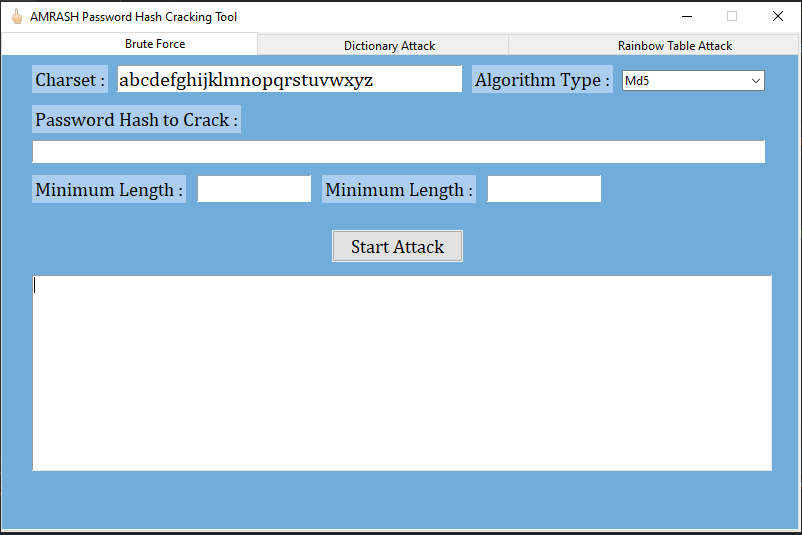 AMRASH Password Hash Cracking Tool
Brute Force Dictionary Attack Rainbow Table Attack
Charset : abcdefghijklmnopqrstuvwxyz Algorithm Type : Md5
Password Hash to Crack :
Minimum Length : Minimum Length :
Start Attack